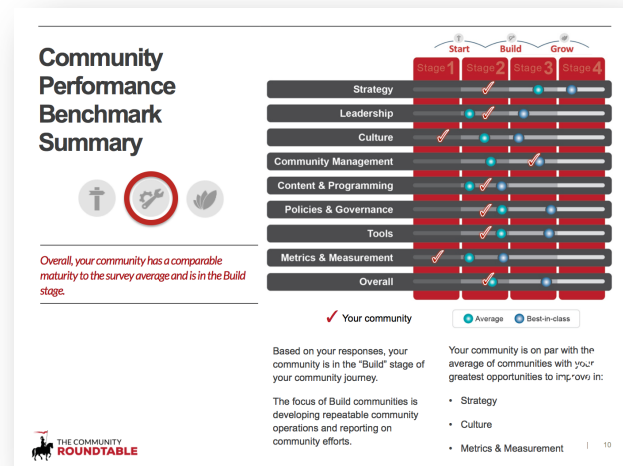 Community
Performance
Benchmark
Summary
Overall, your community has a comparable
maturity to the survey average and is in the Build
stage.
Start Build Grow
Stage 1 Stage 2 Stage 3 Stage 4
Strategy
Leadership
Culture
Community Management
Content & Programming
Policies & Governance
Tools
Metrics & Measurement
Overall
Your community
Average Best-in-class
Based on your responses, your
community is in the “Build” stage of
your community journey.
The focus of Build communities is
developing repeatable community
operations and reporting on
community efforts.
Your community is on par with the
average of communities with your
greatest opportunities to improve in:
• Strategy
• Culture
• Metrics & Measurement
THE COMMUNITY
ROUNDTABLE
| 10